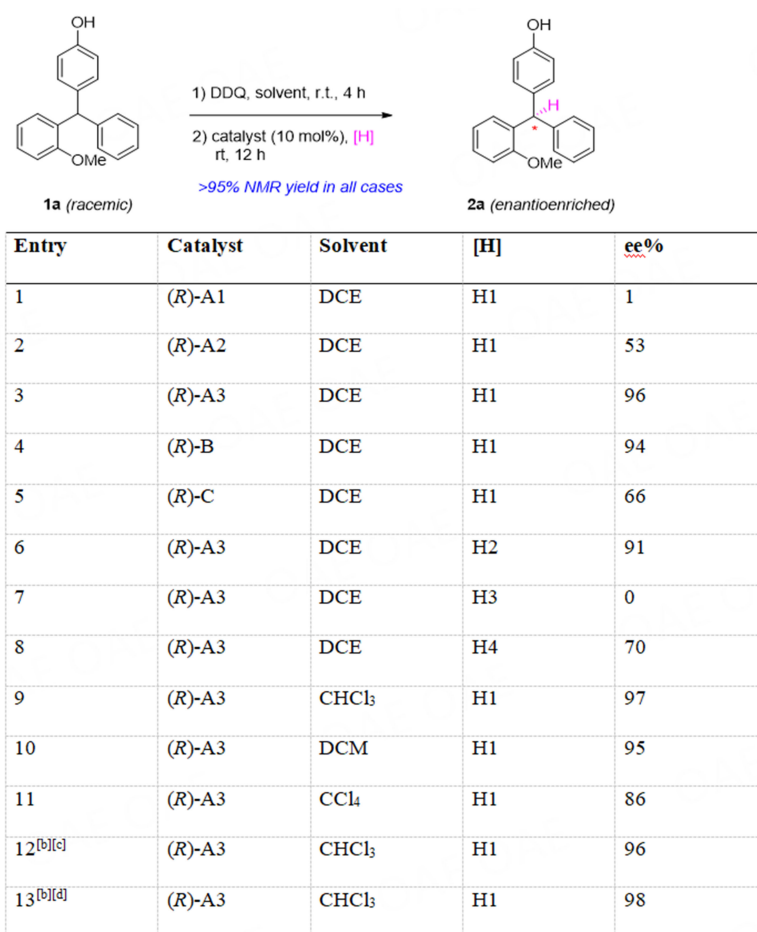 OH
OH
1) DDQ, solvent, r.t., 4 h
H
*
2) catalyst (10 mol%), [H]
rt, 12 h
OMe
OMe
>95% NMR yield in all cases
1a (racemic)
2a (enantioenriched)
Entry Catalyst Solvent [H] ee%
1 (R)-A1 DCE H1 1
2 (R)-A2 DCE H1 53
3 (R)-A3 DCE H1 96
4 (R)-B DCE H1 94
5 (R)-C DCE H1 66
6 (R)-A3 DCE H2 91
7 (R)-A3 DCE H3 0
8 (R)-A3 DCE H4 70
9 (R)-A3 CHCl3 H1 97
10 (R)-A3 DCM H1 95
11 (R)-A3 CCl4 H1 86
12[b][c] (R)-A3 CHCl3 H1 96
13[b][d] (R)-A3 CHCl3 H1 98